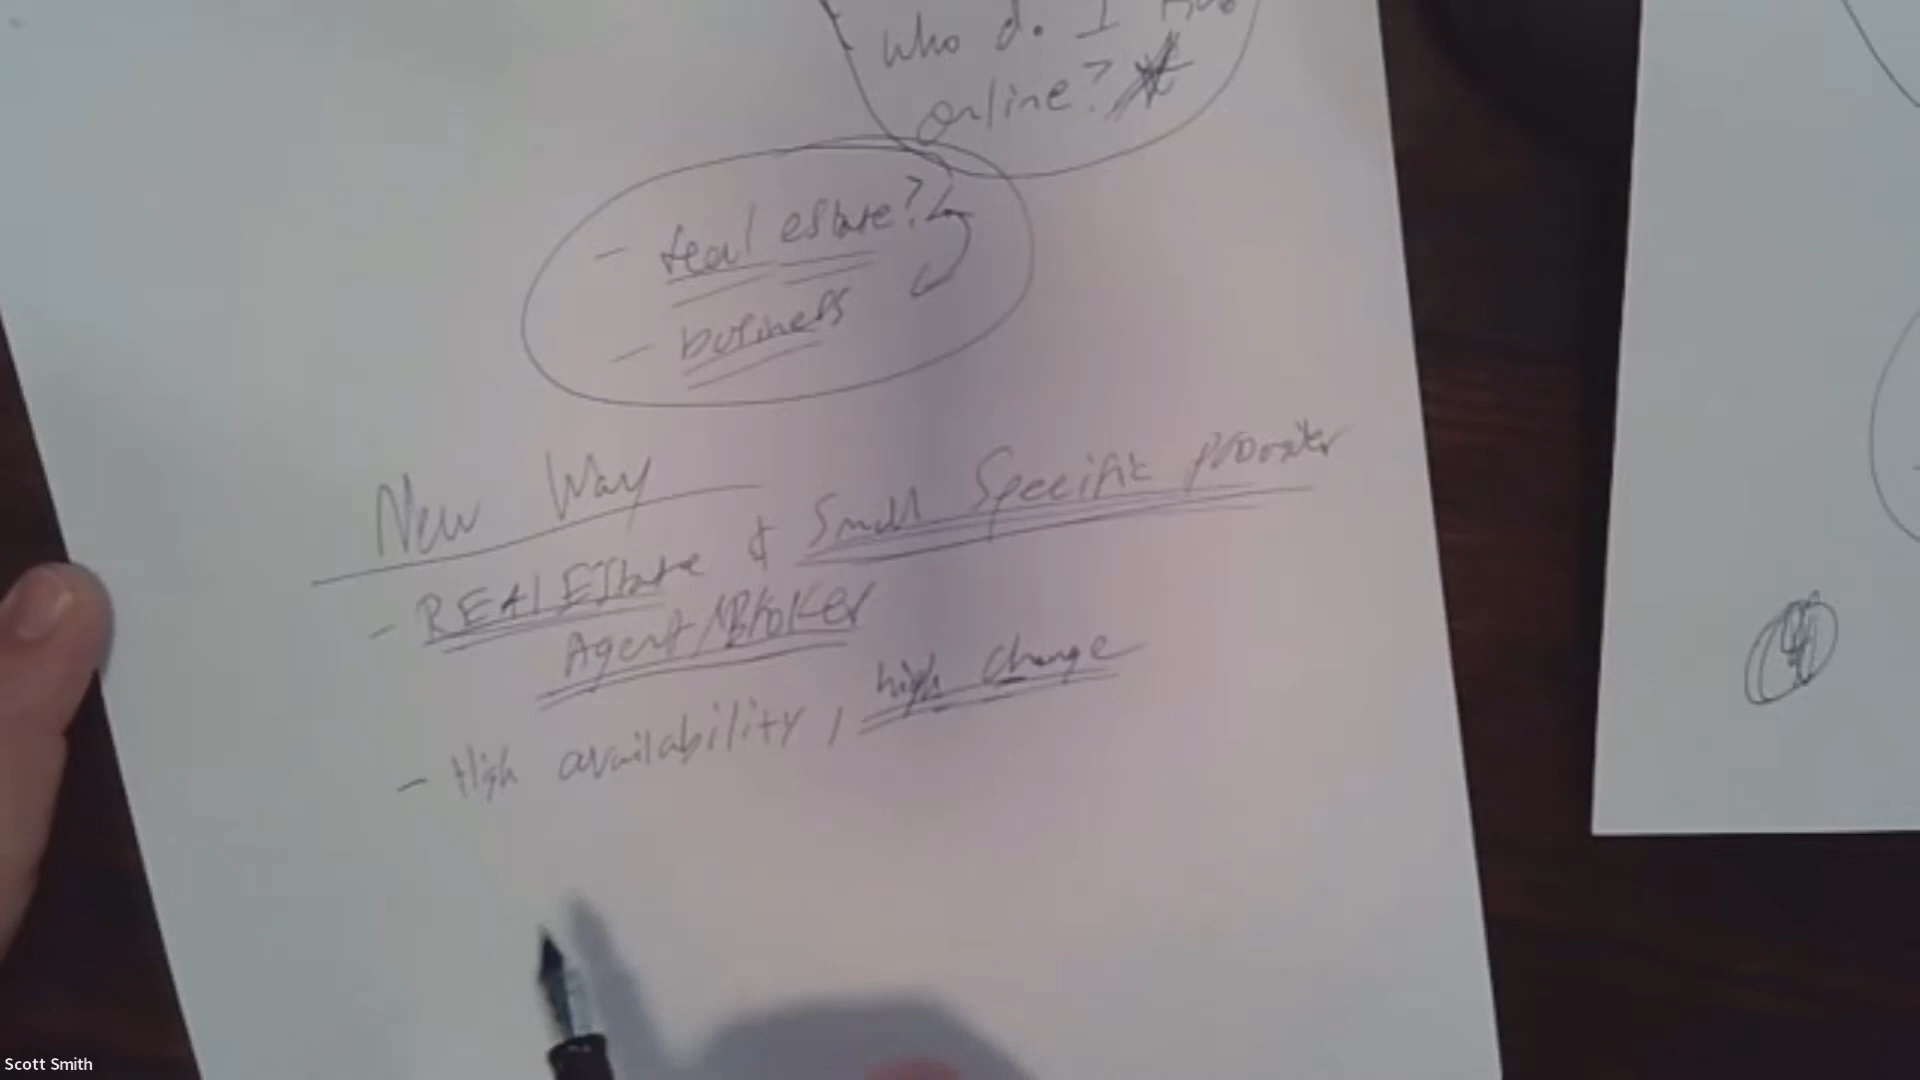 who do I
online?
- real estate?
- business
New Way
- REAl EState & Small Specific provider
Agent / Broker
- High availability, high change
Scott Smith